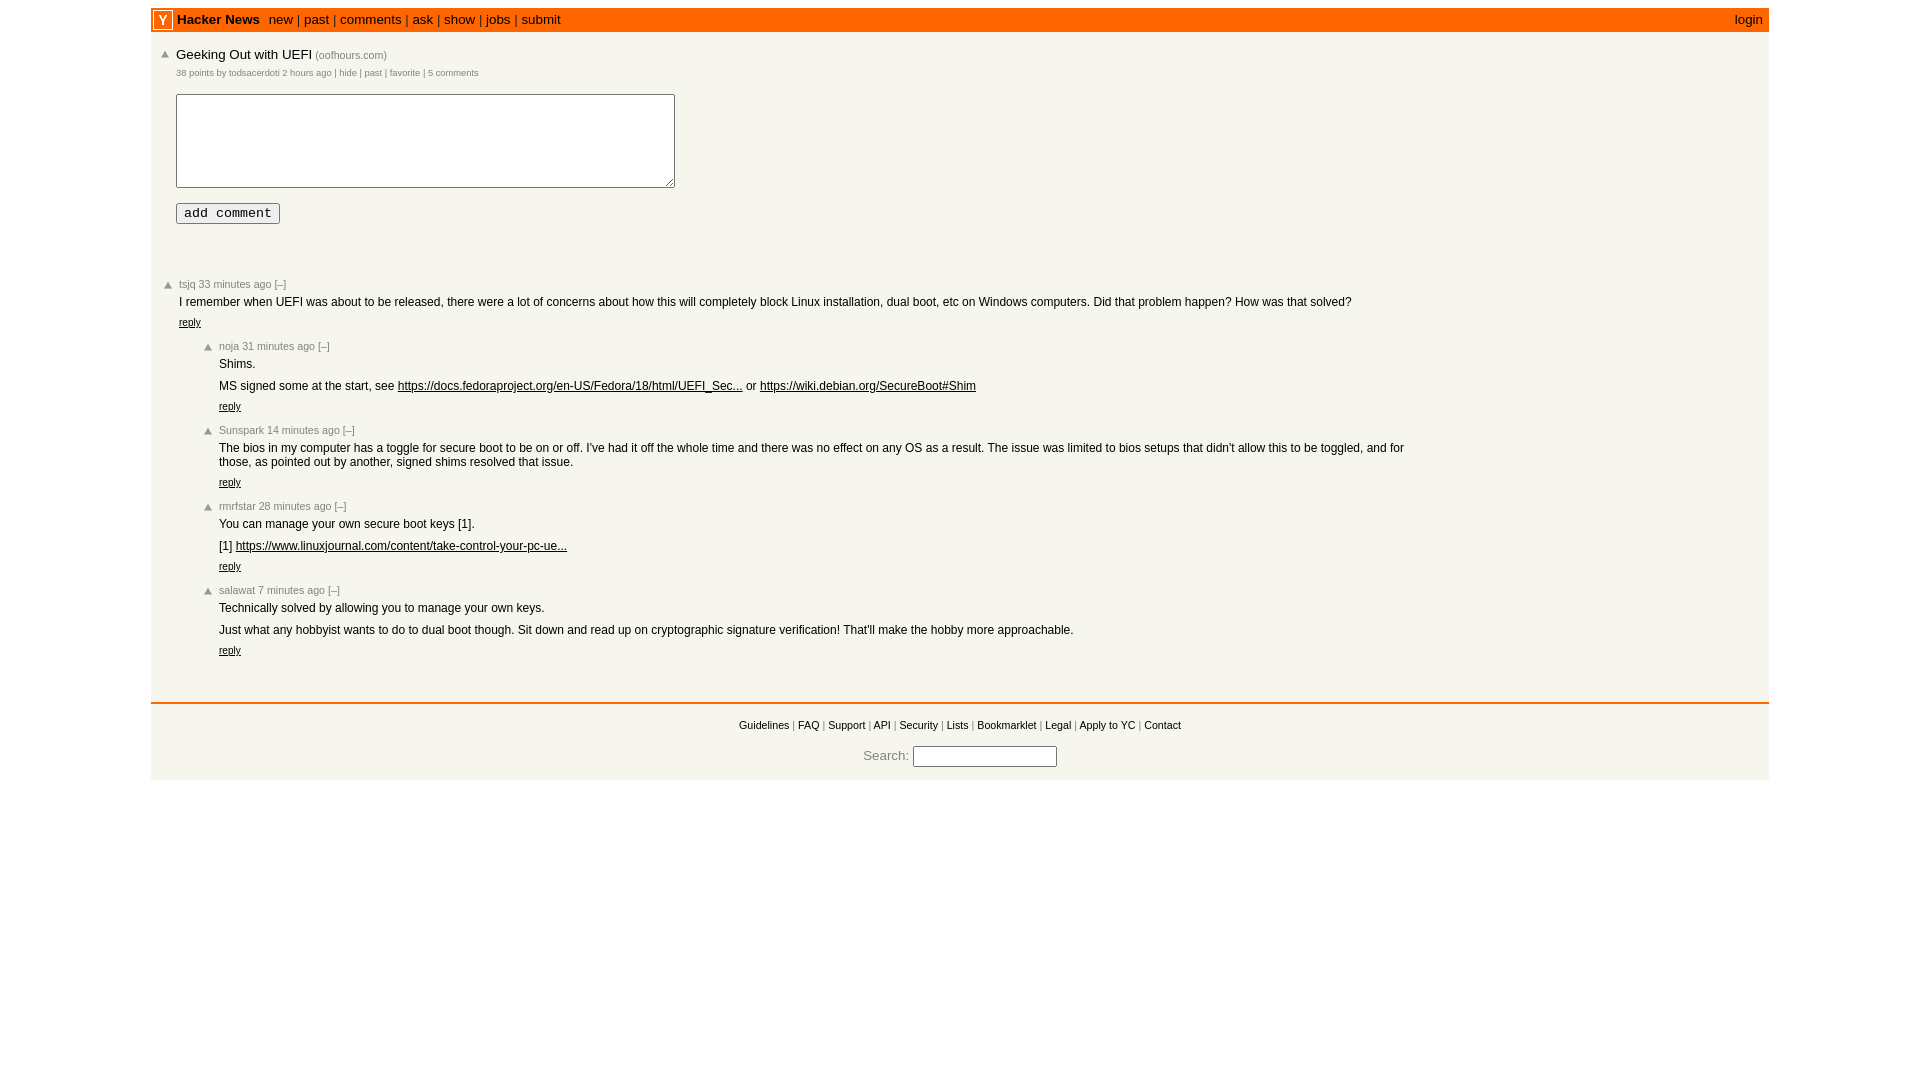 Y Hacker News new | past | comments | ask | show | jobs | submit login
Geeking Out with UEFI (oofhours.com)
38 points by todsacerdoti 2 hours ago | hide | past | favorite | 5 comments
add comment
tsjq 33 minutes ago [–]
I remember when UEFI was about to be released, there were a lot of concerns about how this will completely block Linux installation, dual boot, etc on Windows computers. Did that problem happen? How was that solved?
reply
noja 31 minutes ago [–]
Shims.
MS signed some at the start, see https://docs.fedoraproject.org/en-US/Fedora/18/html/UEFI_Sec... or https://wiki.debian.org/SecureBoot#Shim
reply
Sunspark 14 minutes ago [–]
The bios in my computer has a toggle for secure boot to be on or off. I've had it off the whole time and there was no effect on any OS as a result. The issue was limited to bios setups that didn't allow this to be toggled, and for
those, as pointed out by another, signed shims resolved that issue.
reply
rmrfstar 28 minutes ago [–]
You can manage your own secure boot keys [1].
[1] https://www.linuxjournal.com/content/take-control-your-pc-ue...
reply
salawat 7 minutes ago [–]
Technically solved by allowing you to manage your own keys.
Just what any hobbyist wants to do to dual boot though. Sit down and read up on cryptographic signature verification! That'll make the hobby more approachable.
reply
Guidelines | FAQ | Support | API | Security | Lists | Bookmarklet | Legal | Apply to YC | Contact
Search: